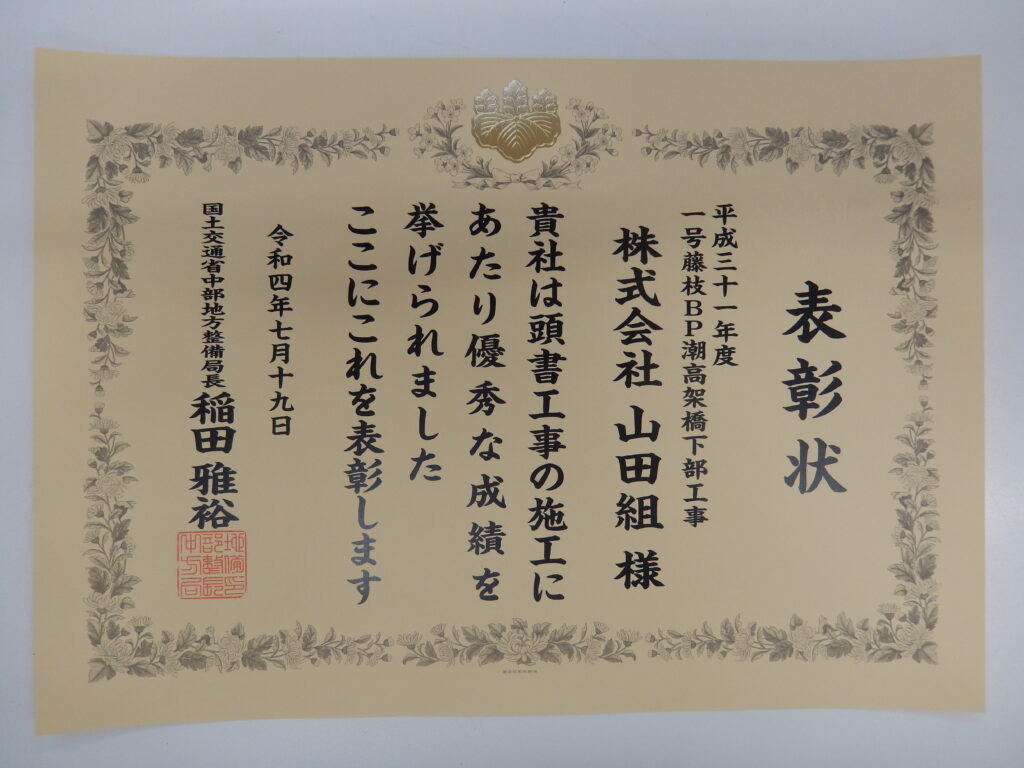 表彰状
平成三十一年度
一号藤枝BP潮高架橋下部工事
株式会社 山田組 様
貴社は頭書工事の施工に
あたり優秀な成績を
挙げられました
ここにこれを表彰します
令和四年七月十九日
国土交通省中部地方整備局長 稲田 雅裕